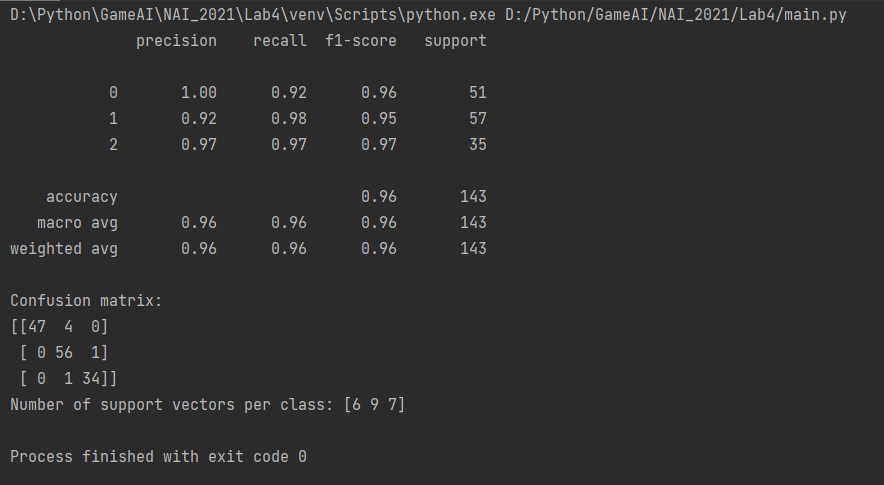 D:\Python\GameAI\NAI_2021\Lab4\venv\Scripts\python.exe D:/Python/GameAI/NAI_2021/Lab4/main.py
              precision    recall  f1-score   support

           0       1.00      0.92      0.96        51
           1       0.92      0.98      0.95        57
           2       0.97      0.97      0.97        35

    accuracy                           0.96       143
   macro avg       0.96      0.96      0.96       143
weighted avg       0.96      0.96      0.96       143

Confusion matrix:
[[47  4  0]
 [ 0 56  1]
 [ 0  1 34]]
Number of support vectors per class: [6 9 7]

Process finished with exit code 0